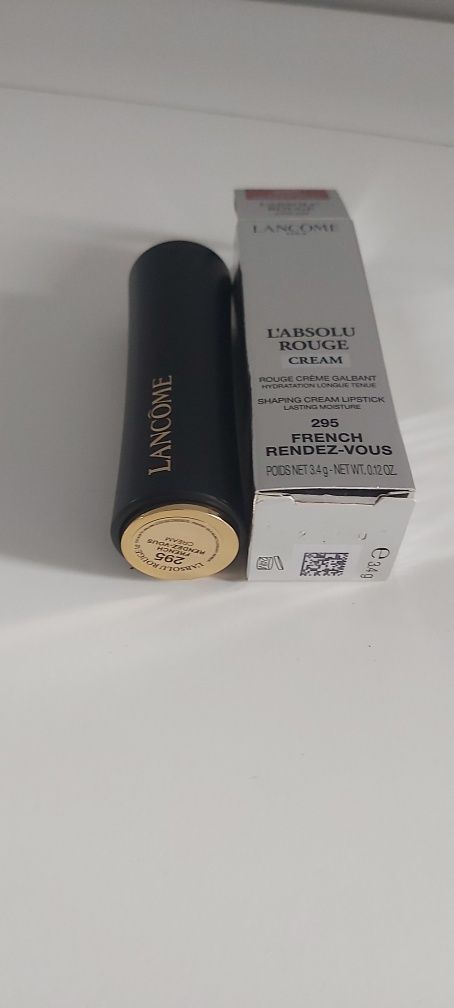 LANCÔME
L'ABSOLU
ROUGE
CREAM
ROUGE CRÈME GALBANT
HYDRATATION LONGUE TENUE
SHAPING CREAM LIPSTICK
LASTING MOISTURE
295
FRENCH
RENDEZ-VOUS
POIDS NET 3.4 g - NET WT. 0.12 OZ.
e 3.4 g
LANCÔME
L'ABSOLU ROUGE
CREAM
RENDEZ-VOUS
FRENCH
295